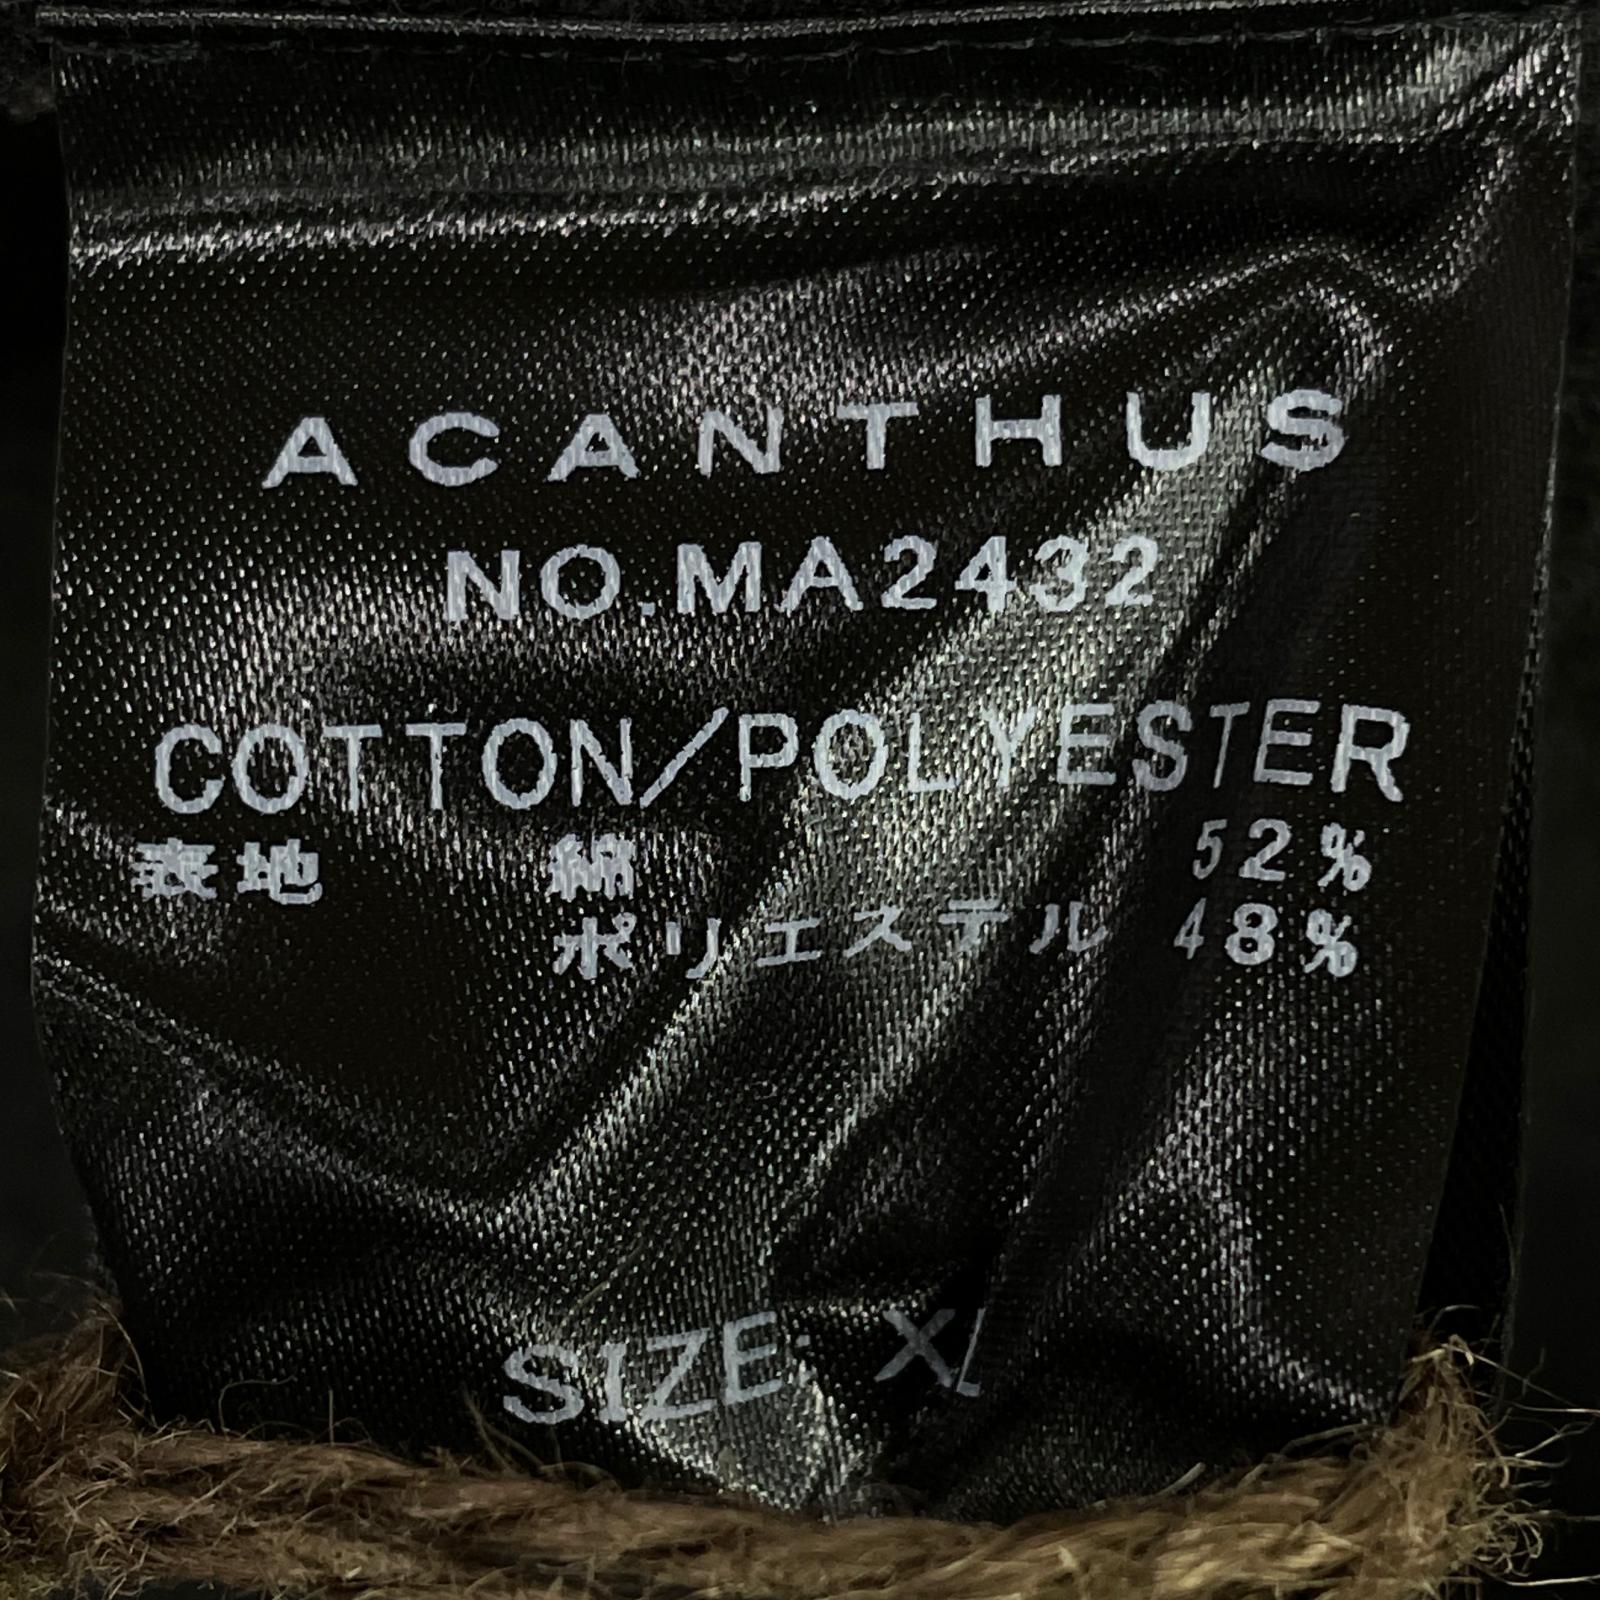 ACANTHUS
NO.MA2432
COTTON/POLYESTER
表地 綿 52%
ポリエステル 48%
SIZE: XL